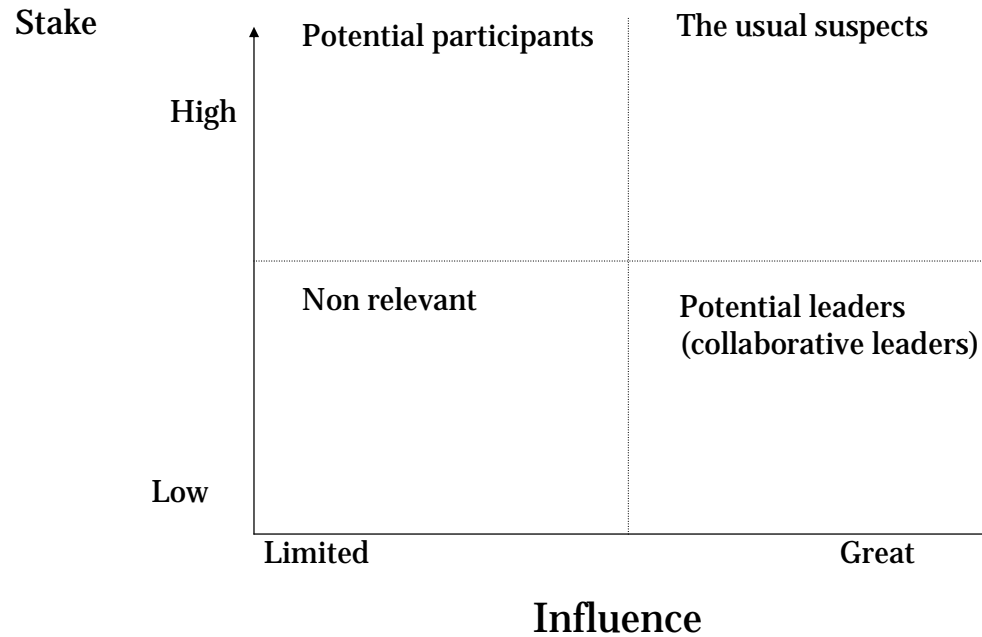 Stake
Potential participants
The usual suspects
High
Non relevant
Potential leaders
(collaborative leaders)
Low
Limited
Great
Influence